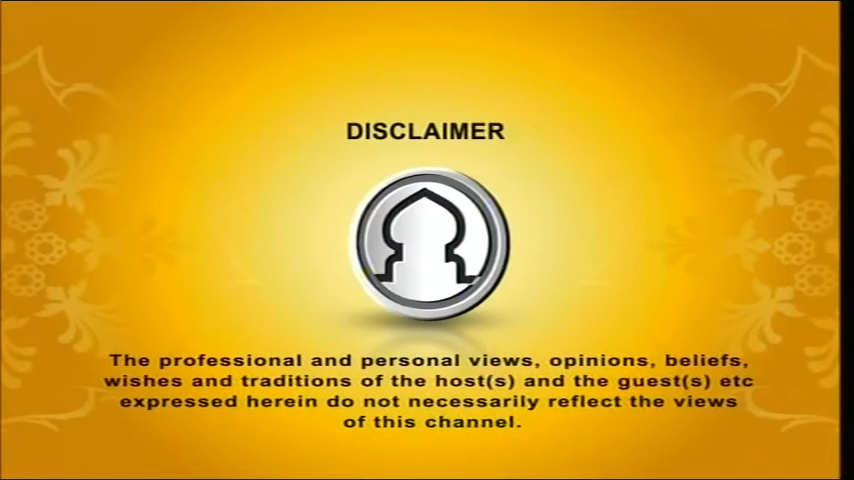 DISCLAIMER
The professional and personal views, opinions, beliefs,
wishes and traditions of the host(s) and the guest(s) etc
expressed herein do not necessarily reflect the views
of this channel.